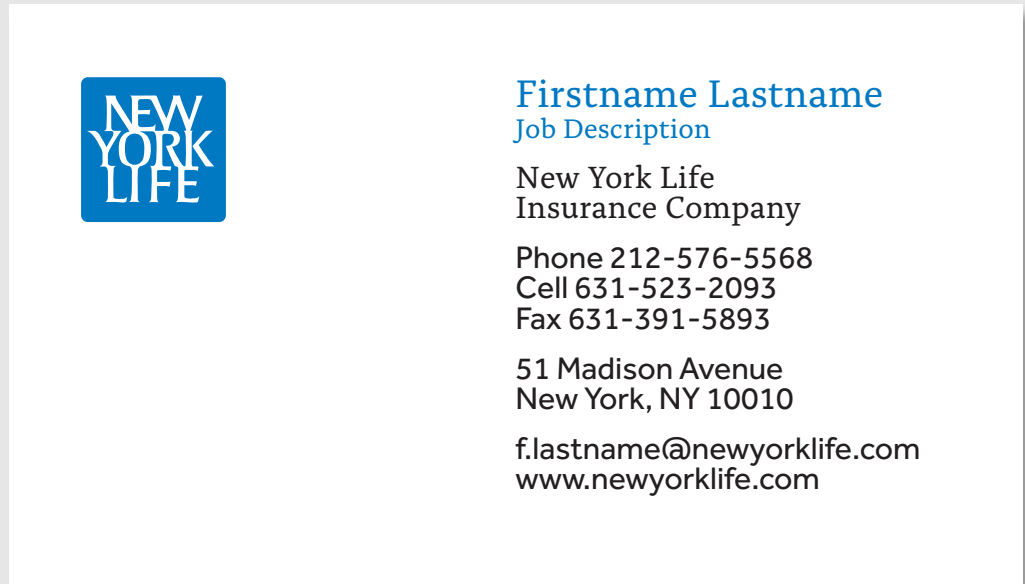 NEW
YORK
LIFE
Firstname Lastname
Job Description
New York Life
Insurance Company
Phone 212-576-5568
Cell 631-523-2093
Fax 631-391-5893
51 Madison Avenue
New York, NY 10010
f.lastname@newyorklife.com
www.newyorklife.com